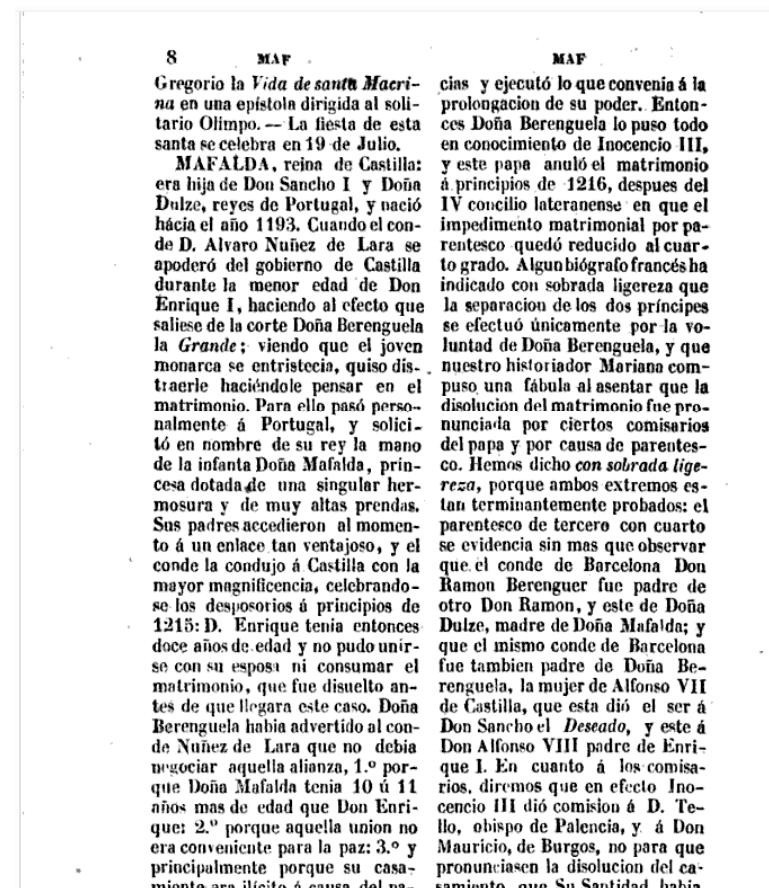 8 MAF
Gregorio la Vida de santa Macri-
na en una epístola dirigida al soli-
tario Olimpo. — La fiesta de esta
santa se celebra en 19 de Julio.
MAFALDA, reina de Castilla:
era hija de Don Sancho I y Doña
Dulze, reyes de Portugal, y nació
hácia el año 1193. Cuando el con-
de D. Alvaro Nuñez de Lara se
apoderó del gobierno de Castilla
durante la menor edad de Don
Enrique I, haciendo al efecto que
saliese de la corte Doña Berenguela
la Grande; viendo que el joven
monarca se entristecia, quiso dis-
traerle haciéndole pensar en el
matrimonio. Para ello pasó perso-
nalmente á Portugal, y solici-
tó en nombre de su rey la mano
de la infanta Doña Mafalda, prin-
cesa dotada de una singular her-
mosura y de muy altas prendas.
Sus padres accedieron al momen-
to á un enlace tan ventajoso, y el
conde la condujo á Castilla con la
mayor magnificencia, celebrando-
se los desposorios á principios de
1215: D. Enrique tenia entonces
doce años de edad y no pudo unir-
se con su esposa ni consumar el
matrimonio, que fue disuelto an-
tes de que llegara este caso. Doña
Berenguela habia advertido al con-
de Nuñez de Lara que no debia
negociar aquella alianza, 1.º por-
que Doña Mafalda tenia 10 ú 11
años mas de edad que Don Enri-
que: 2.º porque aquella union no
era conveniente para la paz: 3.º y
principalmente porque su casa-
miento era ilícito á causa del pa-
MAF
cias y ejecutó lo que convenia á la
prolongacion de su poder. Enton-
ces Doña Berenguela lo puso todo
en conocimiento de Inocencio III,
y este papa anuló el matrimonio
á principios de 1216, despues del
IV concilio lateranense en que el
impedimento matrimonial por pa-
rentesco quedó reducido al cuar-
to grado. Algun biógrafo francés ha
indicado con sobrada ligereza que
la separacion de los dos príncipes
se efectuó únicamente por la vo-
luntad de Doña Berenguela, y que
nuestro historiador Mariana com-
puso una fábula al asentar que la
disolucion del matrimonio fue pro-
nunciada por ciertos comisarios
del papa y por causa de parentes-
co. Hemos dicho con sobrada lige-
reza, porque ambos extremos es-
tan terminantemente probados: el
parentesco de tercero con cuarto
se evidencia sin mas que observar
que el conde de Barcelona Don
Ramon Berenguer fue padre de
otro Don Ramon, y este de Doña
Dulze, madre de Doña Mafalda; y
que el mismo conde de Barcelona
fue tambien padre de Doña Be-
renguela, la mujer de Alfonso VII
de Castilla, que esta dió el ser á
Don Sancho el Deseado, y este á
Don Alfonso VIII padre de Enri-
que I. En cuanto á los comisa-
rios, diremos que en efecto Ino-
cencio III dió comision á D. Te-
llo, obispo de Palencia, y á Don
Mauricio, de Burgos, no para que
pronunciasen la disolucion del ca-
samiento, que Su Santidad habia